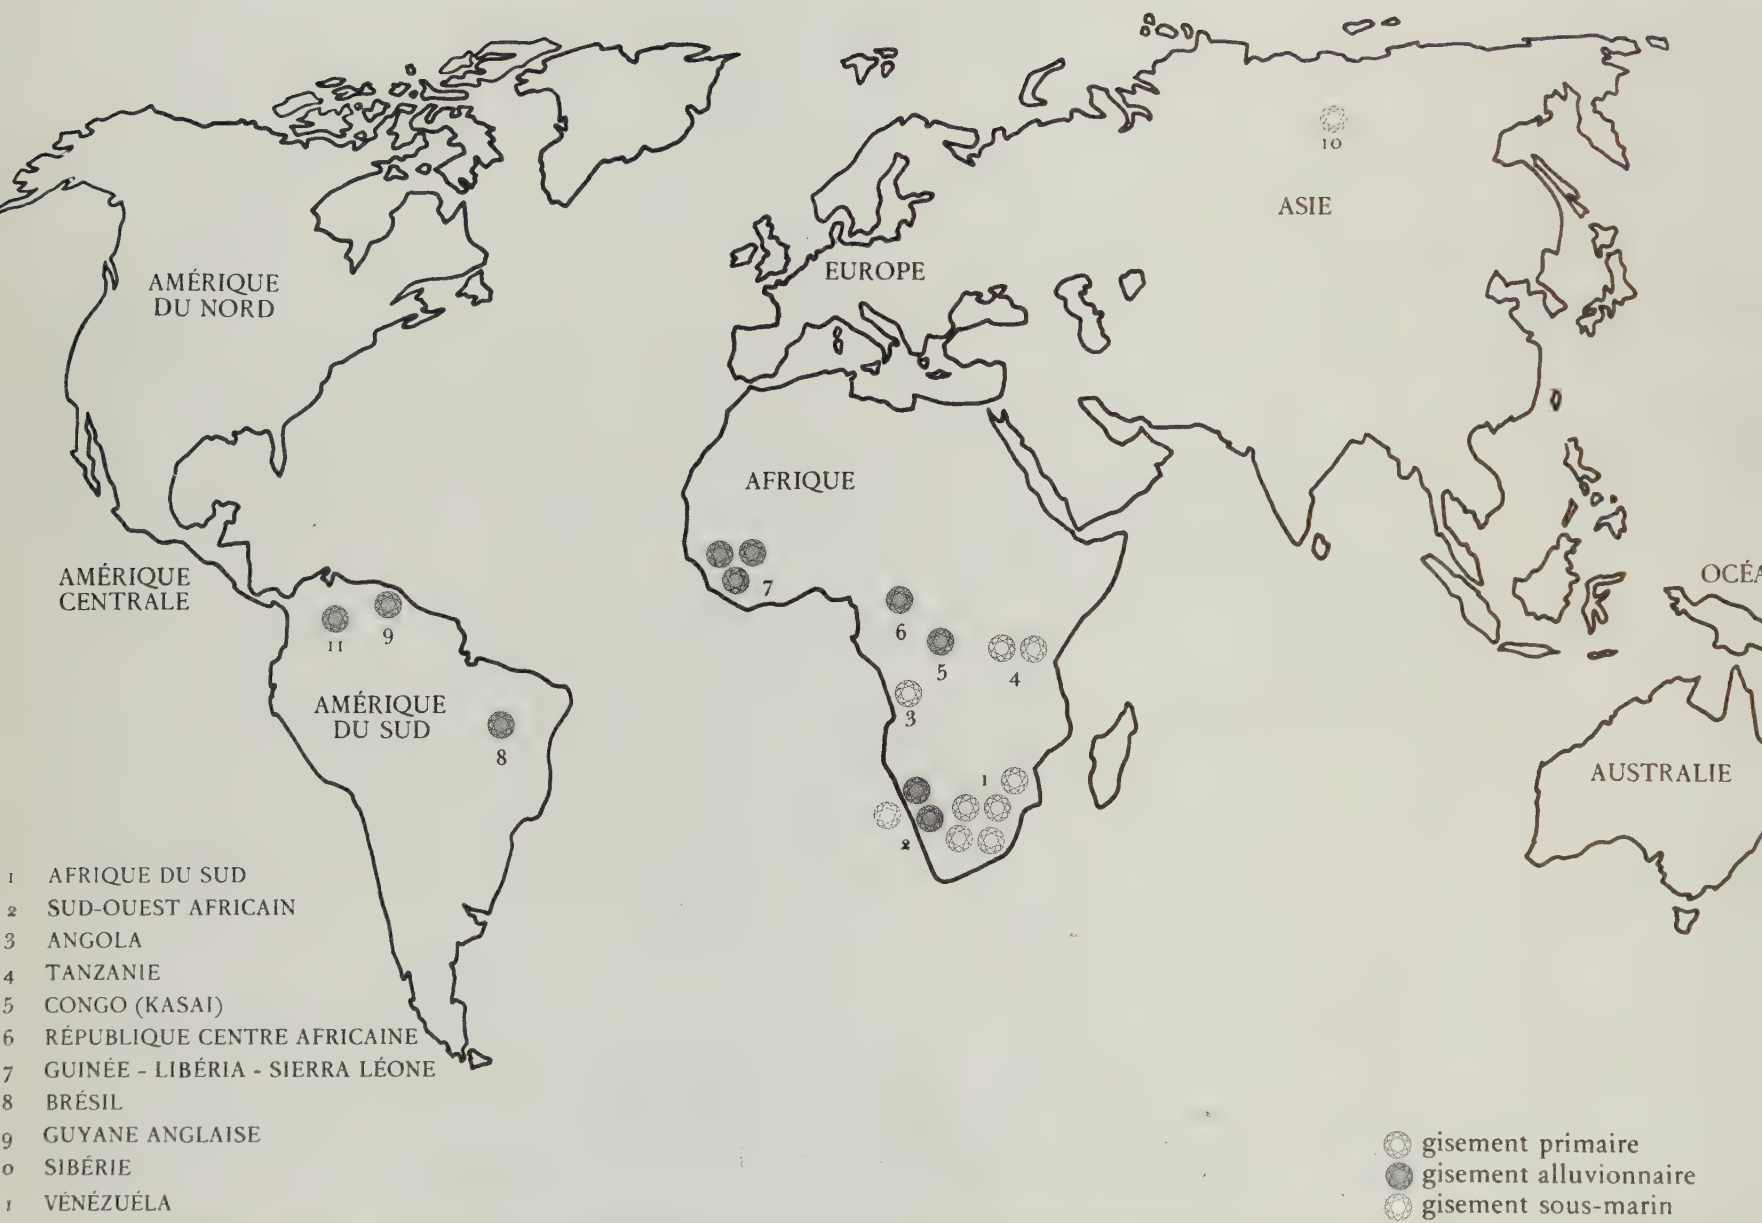 10
ASIE
AMÉRIQUE
DU NORD
EUROPE
AFRIQUE
AMÉRIQUE
CENTRALE
7
OCÉA
11
9
6
5
4
3
AMÉRIQUE
DU SUD
8
1
2
AUSTRALIE
1 AFRIQUE DU SUD
2 SUD-OUEST AFRICAIN
3 ANGOLA
4 TANZANIE
5 CONGO (KASAI)
6 RÉPUBLIQUE CENTRE AFRICAINE
7 GUINÉE - LIBÉRIA - SIERRA LÉONE
8 BRÉSIL
9 GUYANE ANGLAISE
0 SIBÉRIE
1 VÉNÉZUÉLA
gisement primaire
gisement alluvionnaire
gisement sous-marin